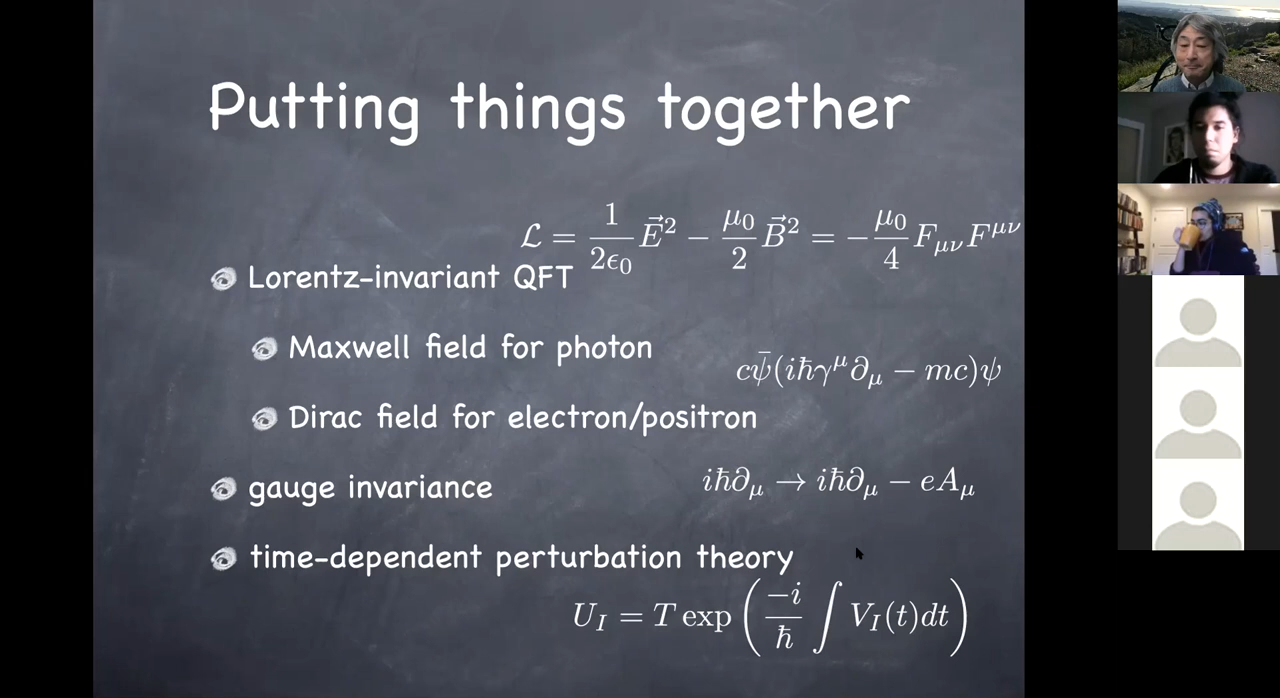 Putting things together
$\mathcal{L} = \frac{1}{2\epsilon_0}\vec{E}^2 - \frac{\mu_0}{2}\vec{B}^2 = -\frac{\mu_0}{4}F_{\mu\nu}F^{\mu\nu}$
Lorentz-invariant QFT
Maxwell field for photon
$c\bar{\psi}(i\hbar\gamma^\mu\partial_\mu - mc)\psi$
Dirac field for electron/positron
gauge invariance
$i\hbar\partial_\mu \to i\hbar\partial_\mu - eA_\mu$
time-dependent perturbation theory
$U_I = T\exp\left(\frac{-i}{\hbar}\int V_I(t)dt\right)$